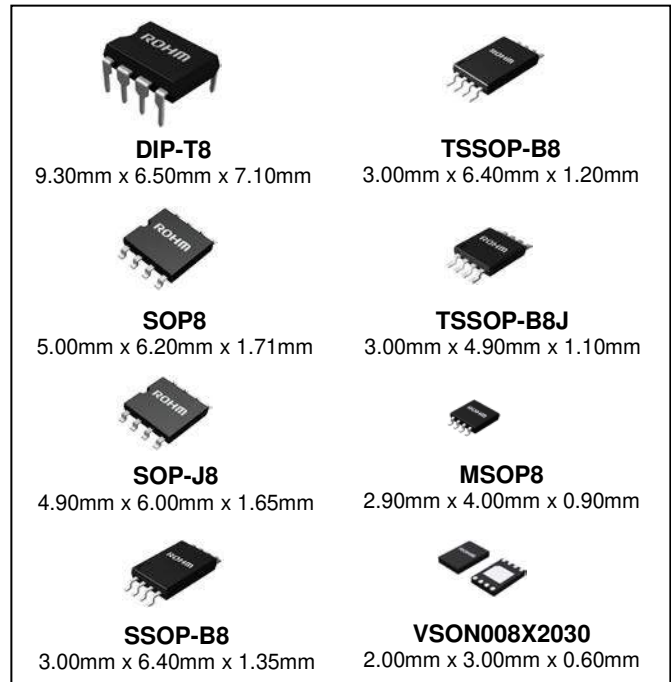 ROHM
DIP-T8
9.30mm x 6.50mm x 7.10mm
ROHM
TSSOP-B8
3.00mm x 6.40mm x 1.20mm
ROHM
SOP8
5.00mm x 6.20mm x 1.71mm
ROHM
TSSOP-B8J
3.00mm x 4.90mm x 1.10mm
ROHM
SOP-J8
4.90mm x 6.00mm x 1.65mm
ROHM
MSOP8
2.90mm x 4.00mm x 0.90mm
ROHM
SSOP-B8
3.00mm x 6.40mm x 1.35mm
ROHM
VSON008X2030
2.00mm x 3.00mm x 0.60mm